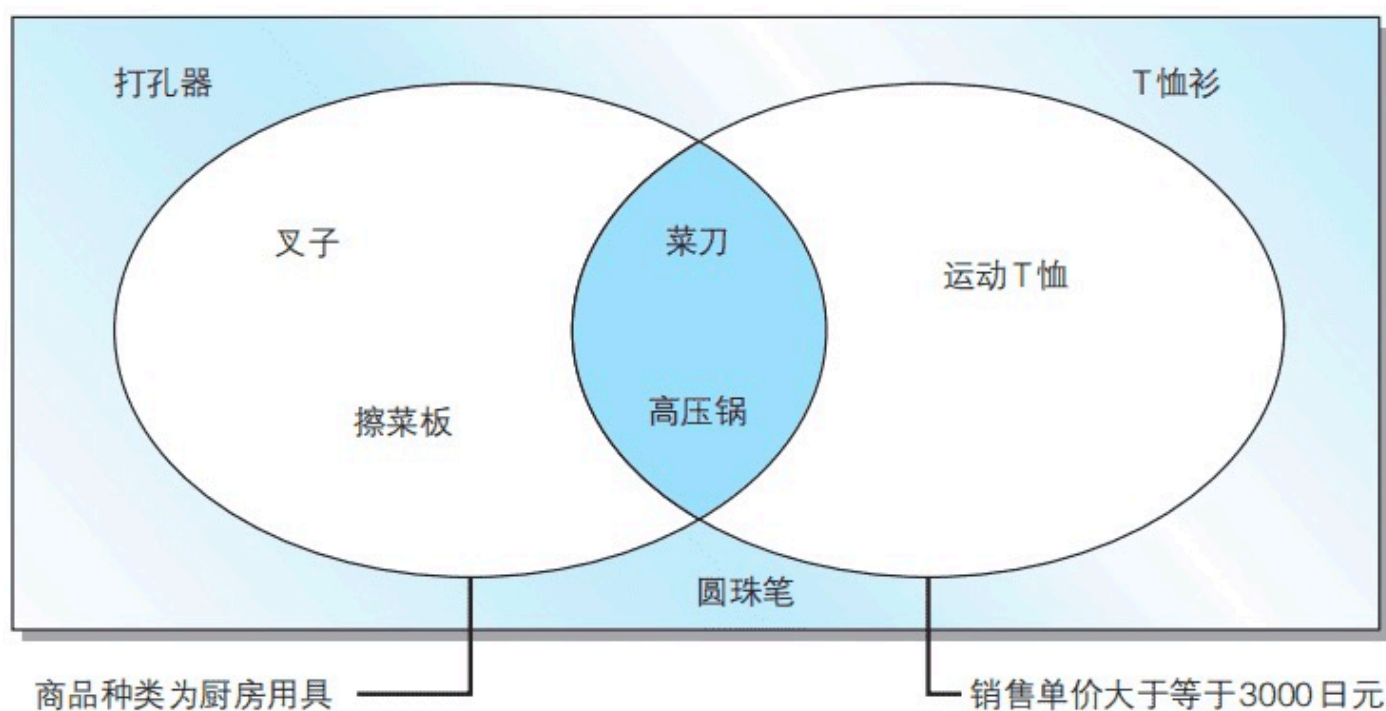 打孔器
T恤衫
叉子
菜刀
运动T恤
擦菜板
高压锅
圆珠笔
商品种类为厨房用具
销售单价大于等于3000日元